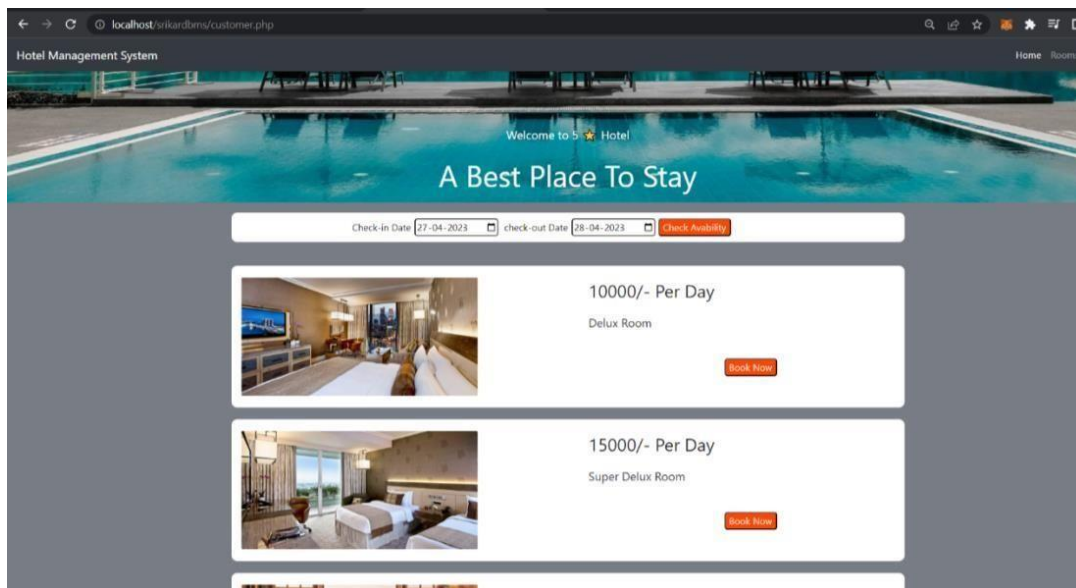 localhost/srikardbms/customer.php
Hotel Management System
Home Room
Welcome to 5 Hotel
A Best Place To Stay
Check-in Date 27-04-2023 check-out Date 28-04-2023 Check Avability
10000/- Per Day
Delux Room
Book Now
15000/- Per Day
Super Delux Room
Book Now